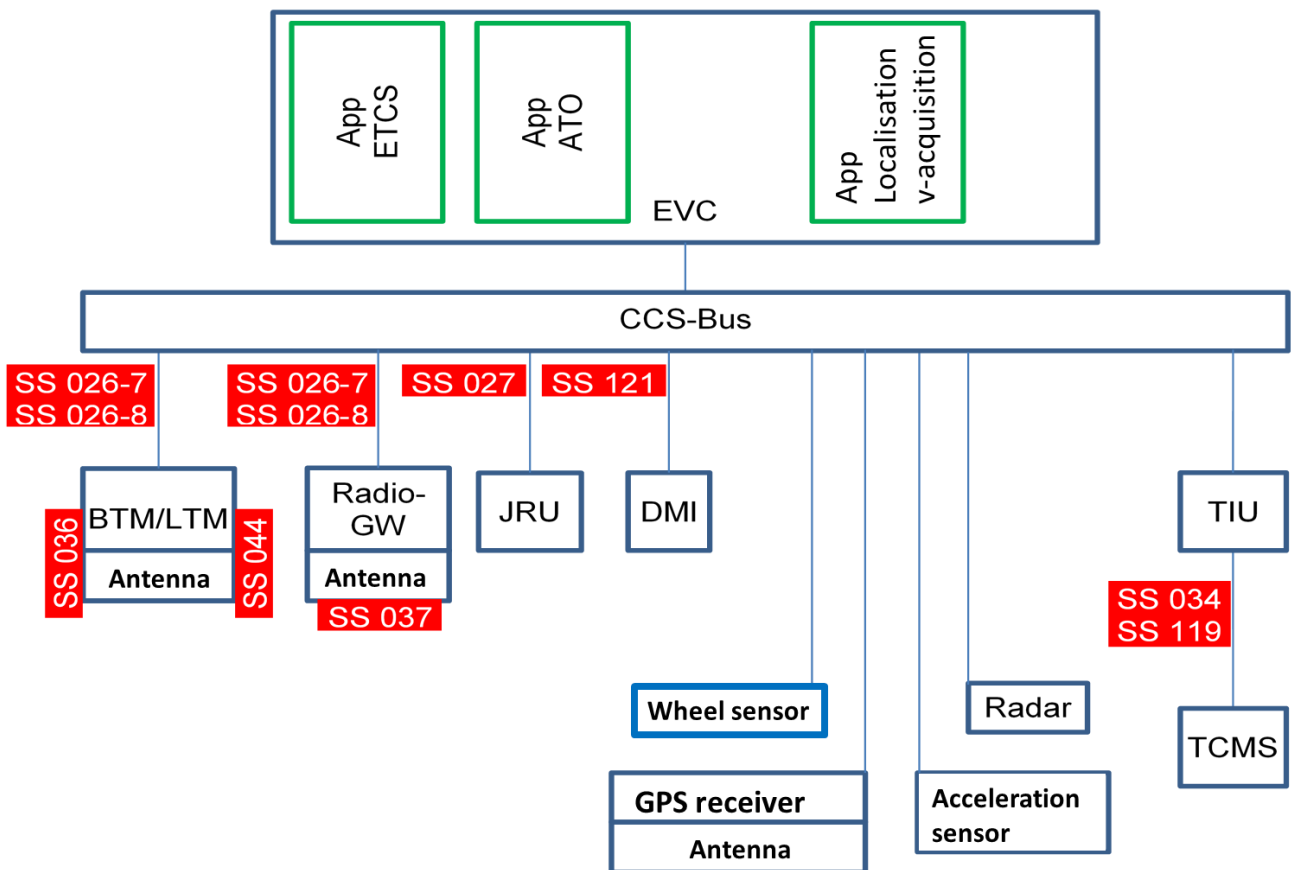 App
ETCS
App
ATO
App
Localisation
v-acquisition
EVC
CCS-Bus
SS 026-7
SS 026-8
SS 026-7
SS 026-8
SS 027
SS 121
BTM/LTM
Antenna
SS 036
SS 044
Radio-
GW
Antenna
SS 037
JRU
DMI
TIU
SS 034
SS 119
TCMS
Wheel sensor
Radar
GPS receiver
Antenna
Acceleration
sensor